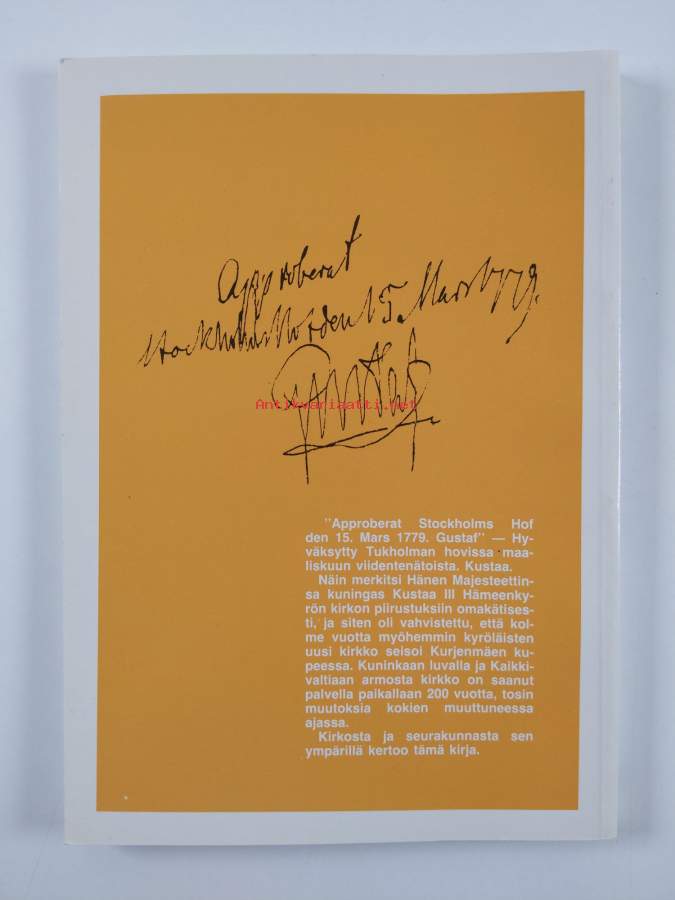 Approberat
Stockholms Hof den 15. Mars 1779.
Gustaf
Antikvariaatti.net
"Approberat Stockholms Hof
den 15. Mars 1779. Gustaf" — Hy-
väksytty Tukholman hovissa maa-
liskuun viidentenätoista. Kustaa.
Näin merkitsi Hänen Majesteettin-
sa kuningas Kustaa III Hämeenky-
rön kirkon piirustuksiin omakätises-
ti, ja siten oli vahvistettu, että kol-
me vuotta myöhemmin kyröläisten
uusi kirkko seisoi Kurjenmäen ku-
peessa. Kuninkaan luvalla ja Kaikki-
valtiaan armosta kirkko on saanut
palvella paikallaan 200 vuotta, tosin
muutoksia kokien muuttuneessa
ajassa.
Kirkosta ja seurakunnasta sen
ympärillä kertoo tämä kirja.